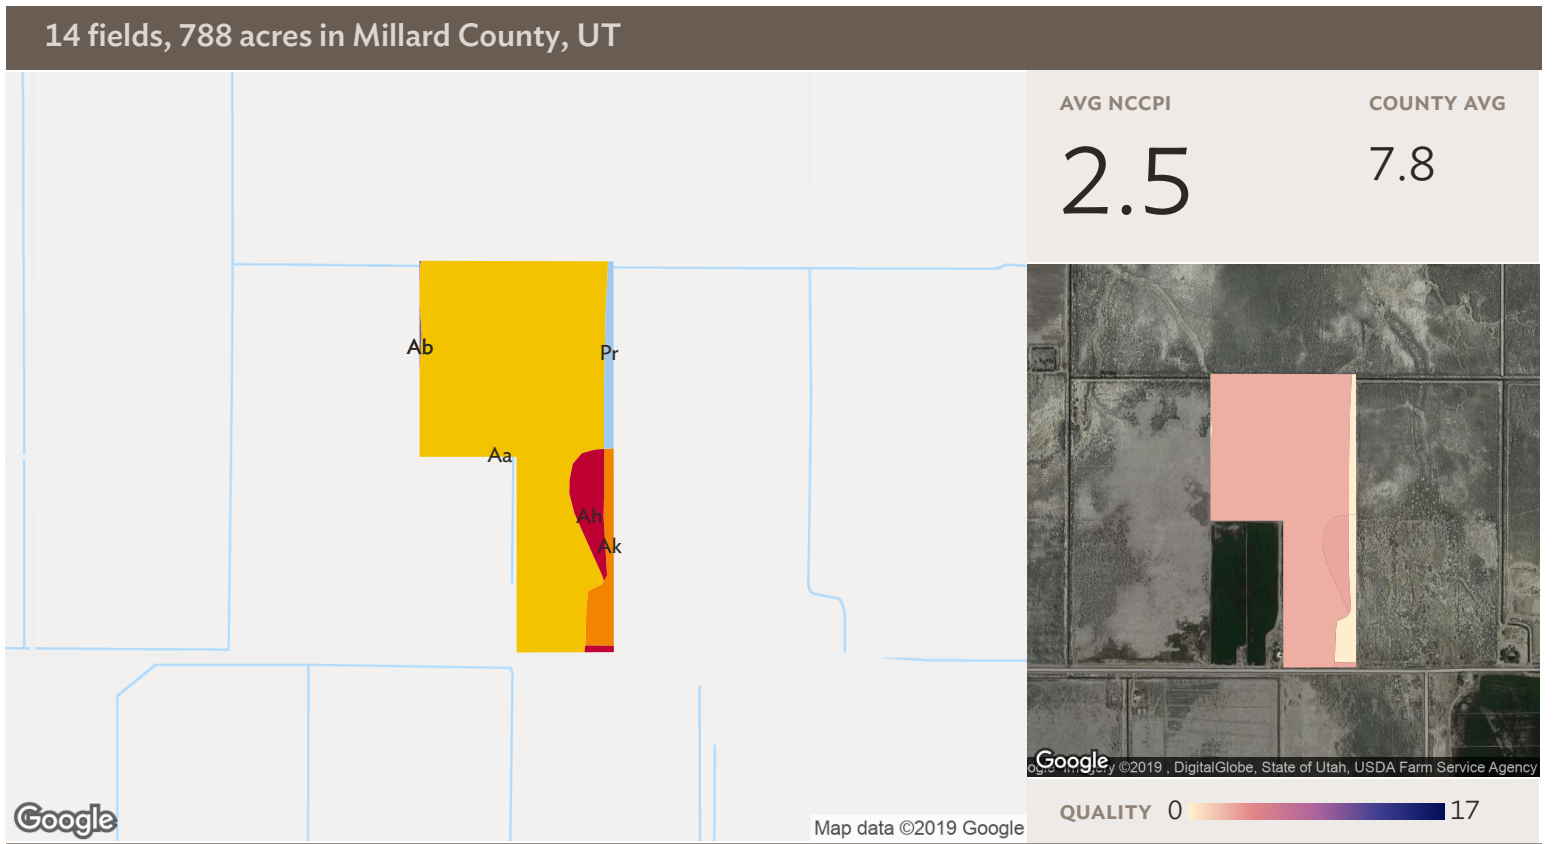 14 fields, 788 acres in Millard County, UT
AVG NCCPI
COUNTY AVG
2.5
7.8
Ab
Pr
Aa
Ah
Ak
Google
Map data ©2019 Google
Google
Imagery ©2019 , DigitalGlobe, State of Utah, USDA Farm Service Agency
QUALITY 0 17